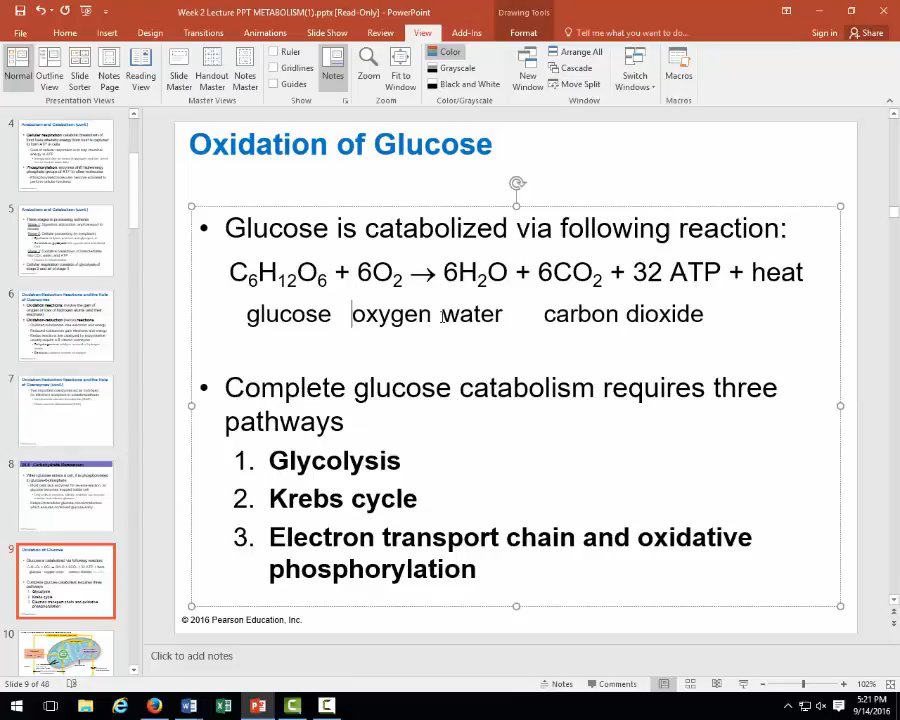 Week 2 Lecture PPT METABOLISM(1).pptx [Read-Only] - PowerPoint
Drawing Tools
File Home Insert Design Transitions Animations Slide Show Review View Add-Ins Format Tell me what you want to do... Sign in Share
Normal Outline View Slide Sorter Notes Page Reading View
Presentation Views
Slide Master Handout Master Notes Master
Master Views
Ruler
Gridlines
Guides
Show
Notes
Zoom Fit to Window
Zoom
Color
Grayscale
Black and White
Color/Grayscale
New Window
Arrange All
Cascade
Move Split
Window
Switch Windows
Macros
Macros
4
5
6
7
8
9
10
Oxidation of Glucose
• Glucose is catabolized via following reaction:
C₆H₁₂O₆ + 6O₂ → 6H₂O + 6CO₂ + 32 ATP + heat
glucose oxygen water carbon dioxide
• Complete glucose catabolism requires three
pathways
1. Glycolysis
2. Krebs cycle
3. Electron transport chain and oxidative
phosphorylation
© 2016 Pearson Education, Inc.
Click to add notes
Slide 9 of 48
Notes Comments 102%
5:21 PM
9/14/2016